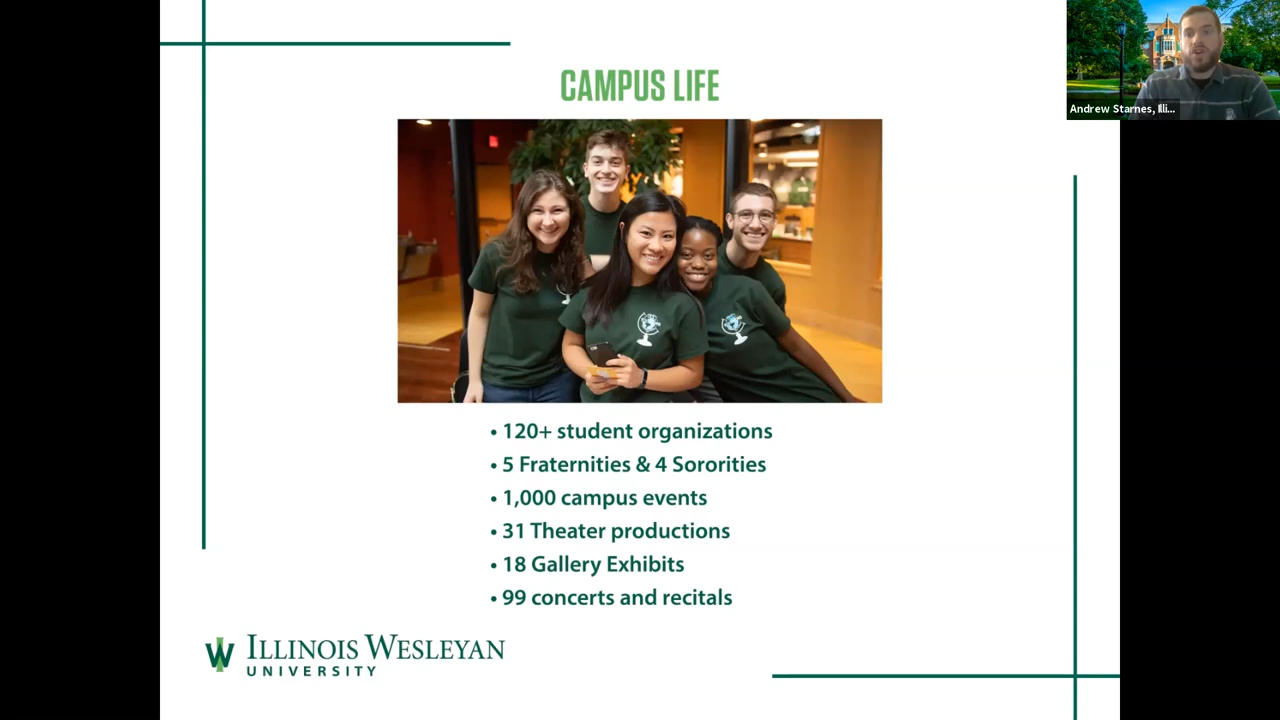 CAMPUS LIFE
Andrew Starnes, Illi...
• 120+ student organizations
• 5 Fraternities & 4 Sororities
• 1,000 campus events
• 31 Theater productions
• 18 Gallery Exhibits
• 99 concerts and recitals
ILLINOIS WESLEYAN
UNIVERSITY